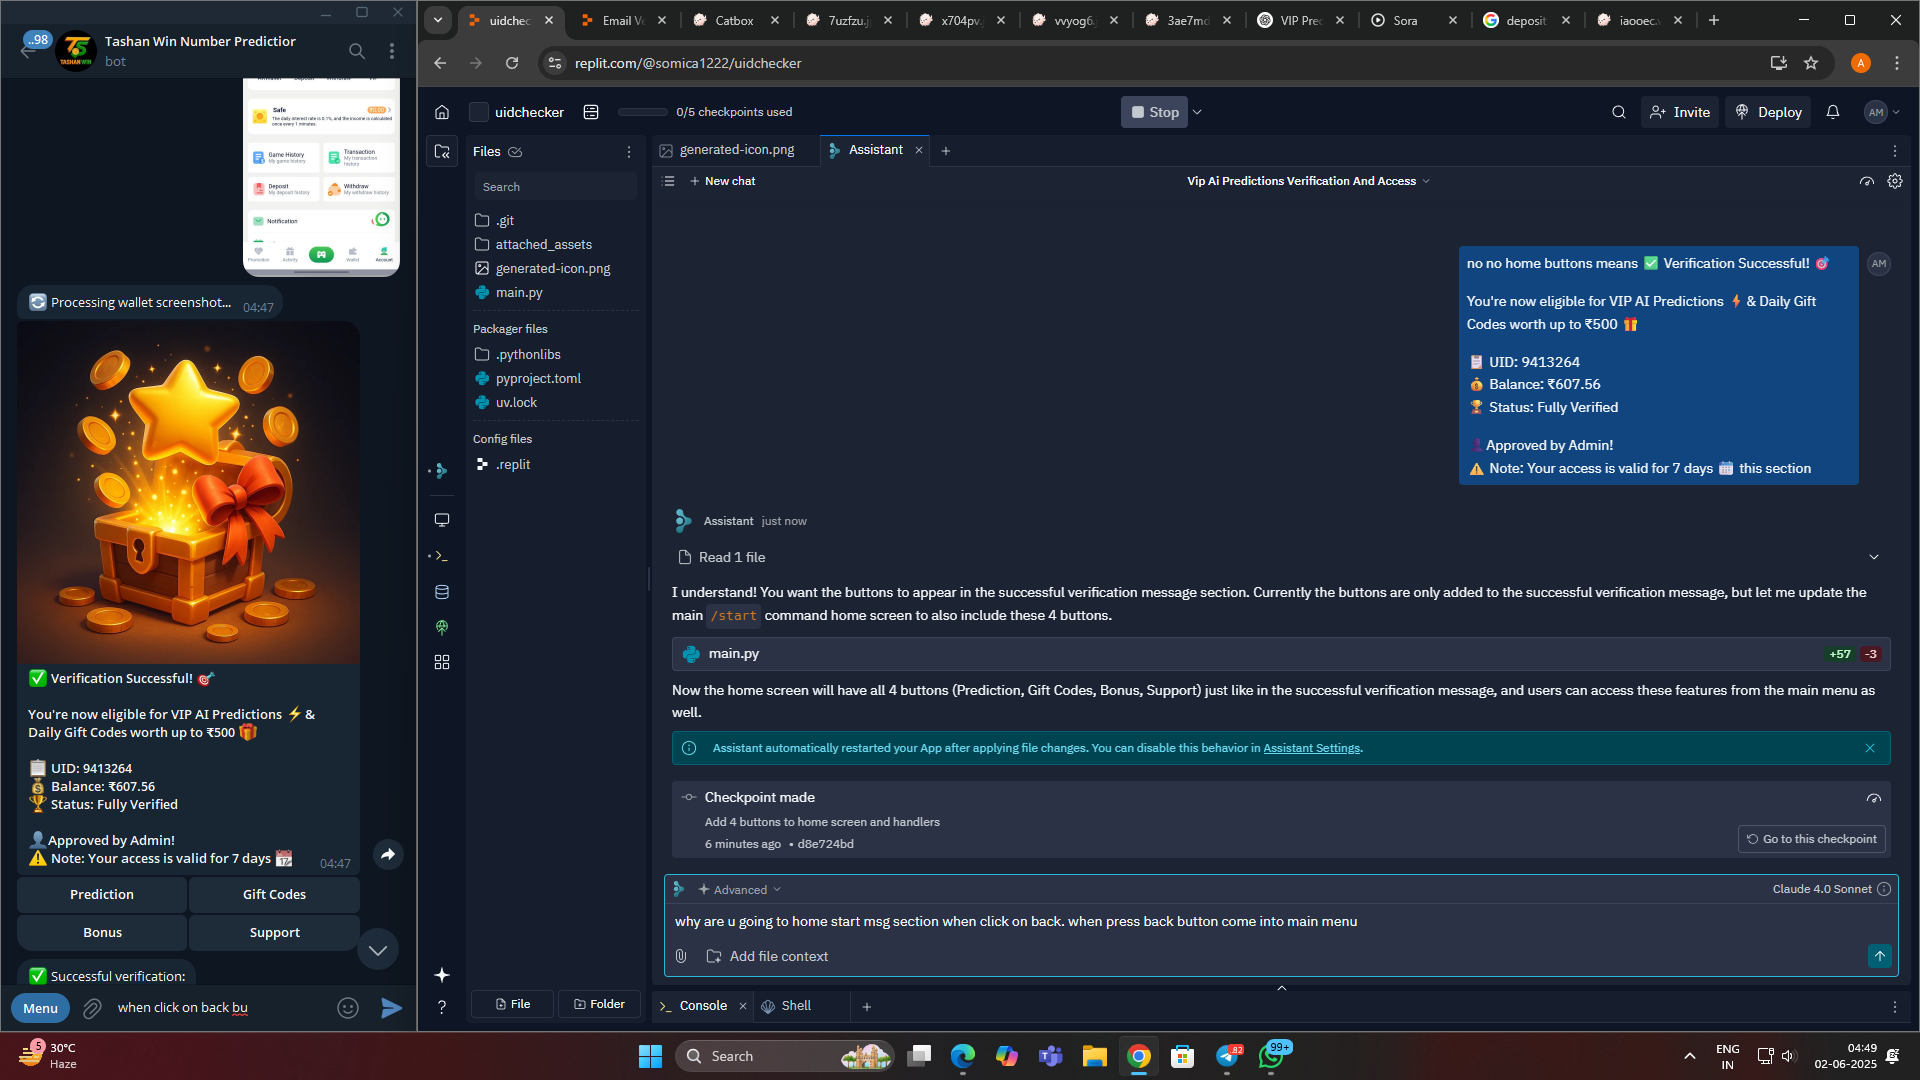 ..98
Tashan Win Number Predictior
bot
Safe
The daily interest rate is 0.1%, and the income is calculated
once every 1 minutes.
Game History
My game history
Transaction
My transaction
history
Deposit
My deposit history
Withdraw
My withdraw history
Notification
Promotion
Activity
Wallet
Account
Processing wallet screenshot...
04:47
✅ Verification Successful! 🎯
You're now eligible for VIP AI Predictions ⚡ &
Daily Gift Codes worth up to ₹500 🎁
📋 UID: 9413264
💰 Balance: ₹607.56
🏆 Status: Fully Verified
👤Approved by Admin!
⚠️ Note: Your access is valid for 7 days 📆
04:47
Prediction
Gift Codes
Bonus
Support
✅ Successful verification:
Menu
when click on back bu
uidchec
Email Ve
Catbox
7uzfzu.j
x704pv.
vvyog6.
3ae7md
VIP Prec
Sora
deposit
iaooec.
replit.com/@somica1222/uidchecker
A
uidchecker
0/5 checkpoints used
Stop
Invite
Deploy
AM
Files
Search
.git
attached_assets
generated-icon.png
main.py
Packager files
.pythonlibs
pyproject.toml
uv.lock
Config files
.replit
File
Folder
generated-icon.png
Assistant
New chat
Vip Ai Predictions Verification And Access
no no home buttons means ✅ Verification Successful! 🎯
You're now eligible for VIP AI Predictions ⚡ & Daily Gift
Codes worth up to ₹500 🎁
📋 UID: 9413264
💰 Balance: ₹607.56
🏆 Status: Fully Verified
👤Approved by Admin!
⚠️ Note: Your access is valid for 7 days 📆 this section
AM
Assistant just now
Read 1 file
I understand! You want the buttons to appear in the successful verification message section. Currently the buttons are only added to the successful verification message, but let me update the
main /start command home screen to also include these 4 buttons.
main.py
+57 -3
Now the home screen will have all 4 buttons (Prediction, Gift Codes, Bonus, Support) just like in the successful verification message, and users can access these features from the main menu as
well.
Assistant automatically restarted your App after applying file changes. You can disable this behavior in Assistant Settings.
Checkpoint made
Add 4 buttons to home screen and handlers
6 minutes ago • d8e724bd
Go to this checkpoint
Advanced
Claude 4.0 Sonnet
why are u going to home start msg section when click on back. when press back button come into main menu
Add file context
Console
Shell
5
30°C
Haze
Search
82
99+
ENG
IN
04:49
02-06-2025